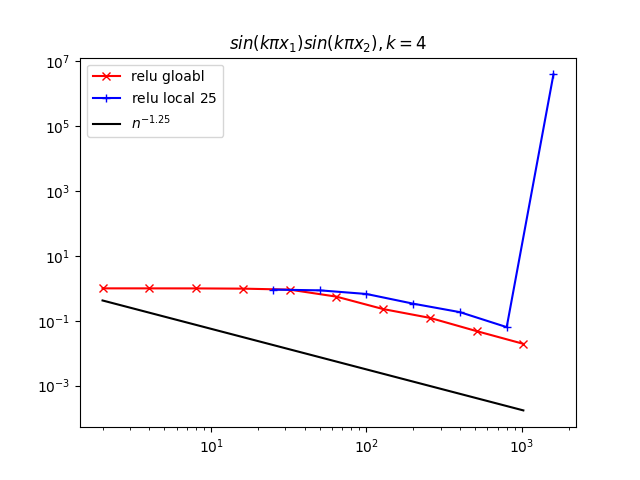 sin(kπx₁)sin(kπx₂), k = 4
relu gloabl
relu local 25
n⁻¹·²⁵
10⁷
10⁵
10³
10¹
10⁻¹
10⁻³
10¹ 10² 10³